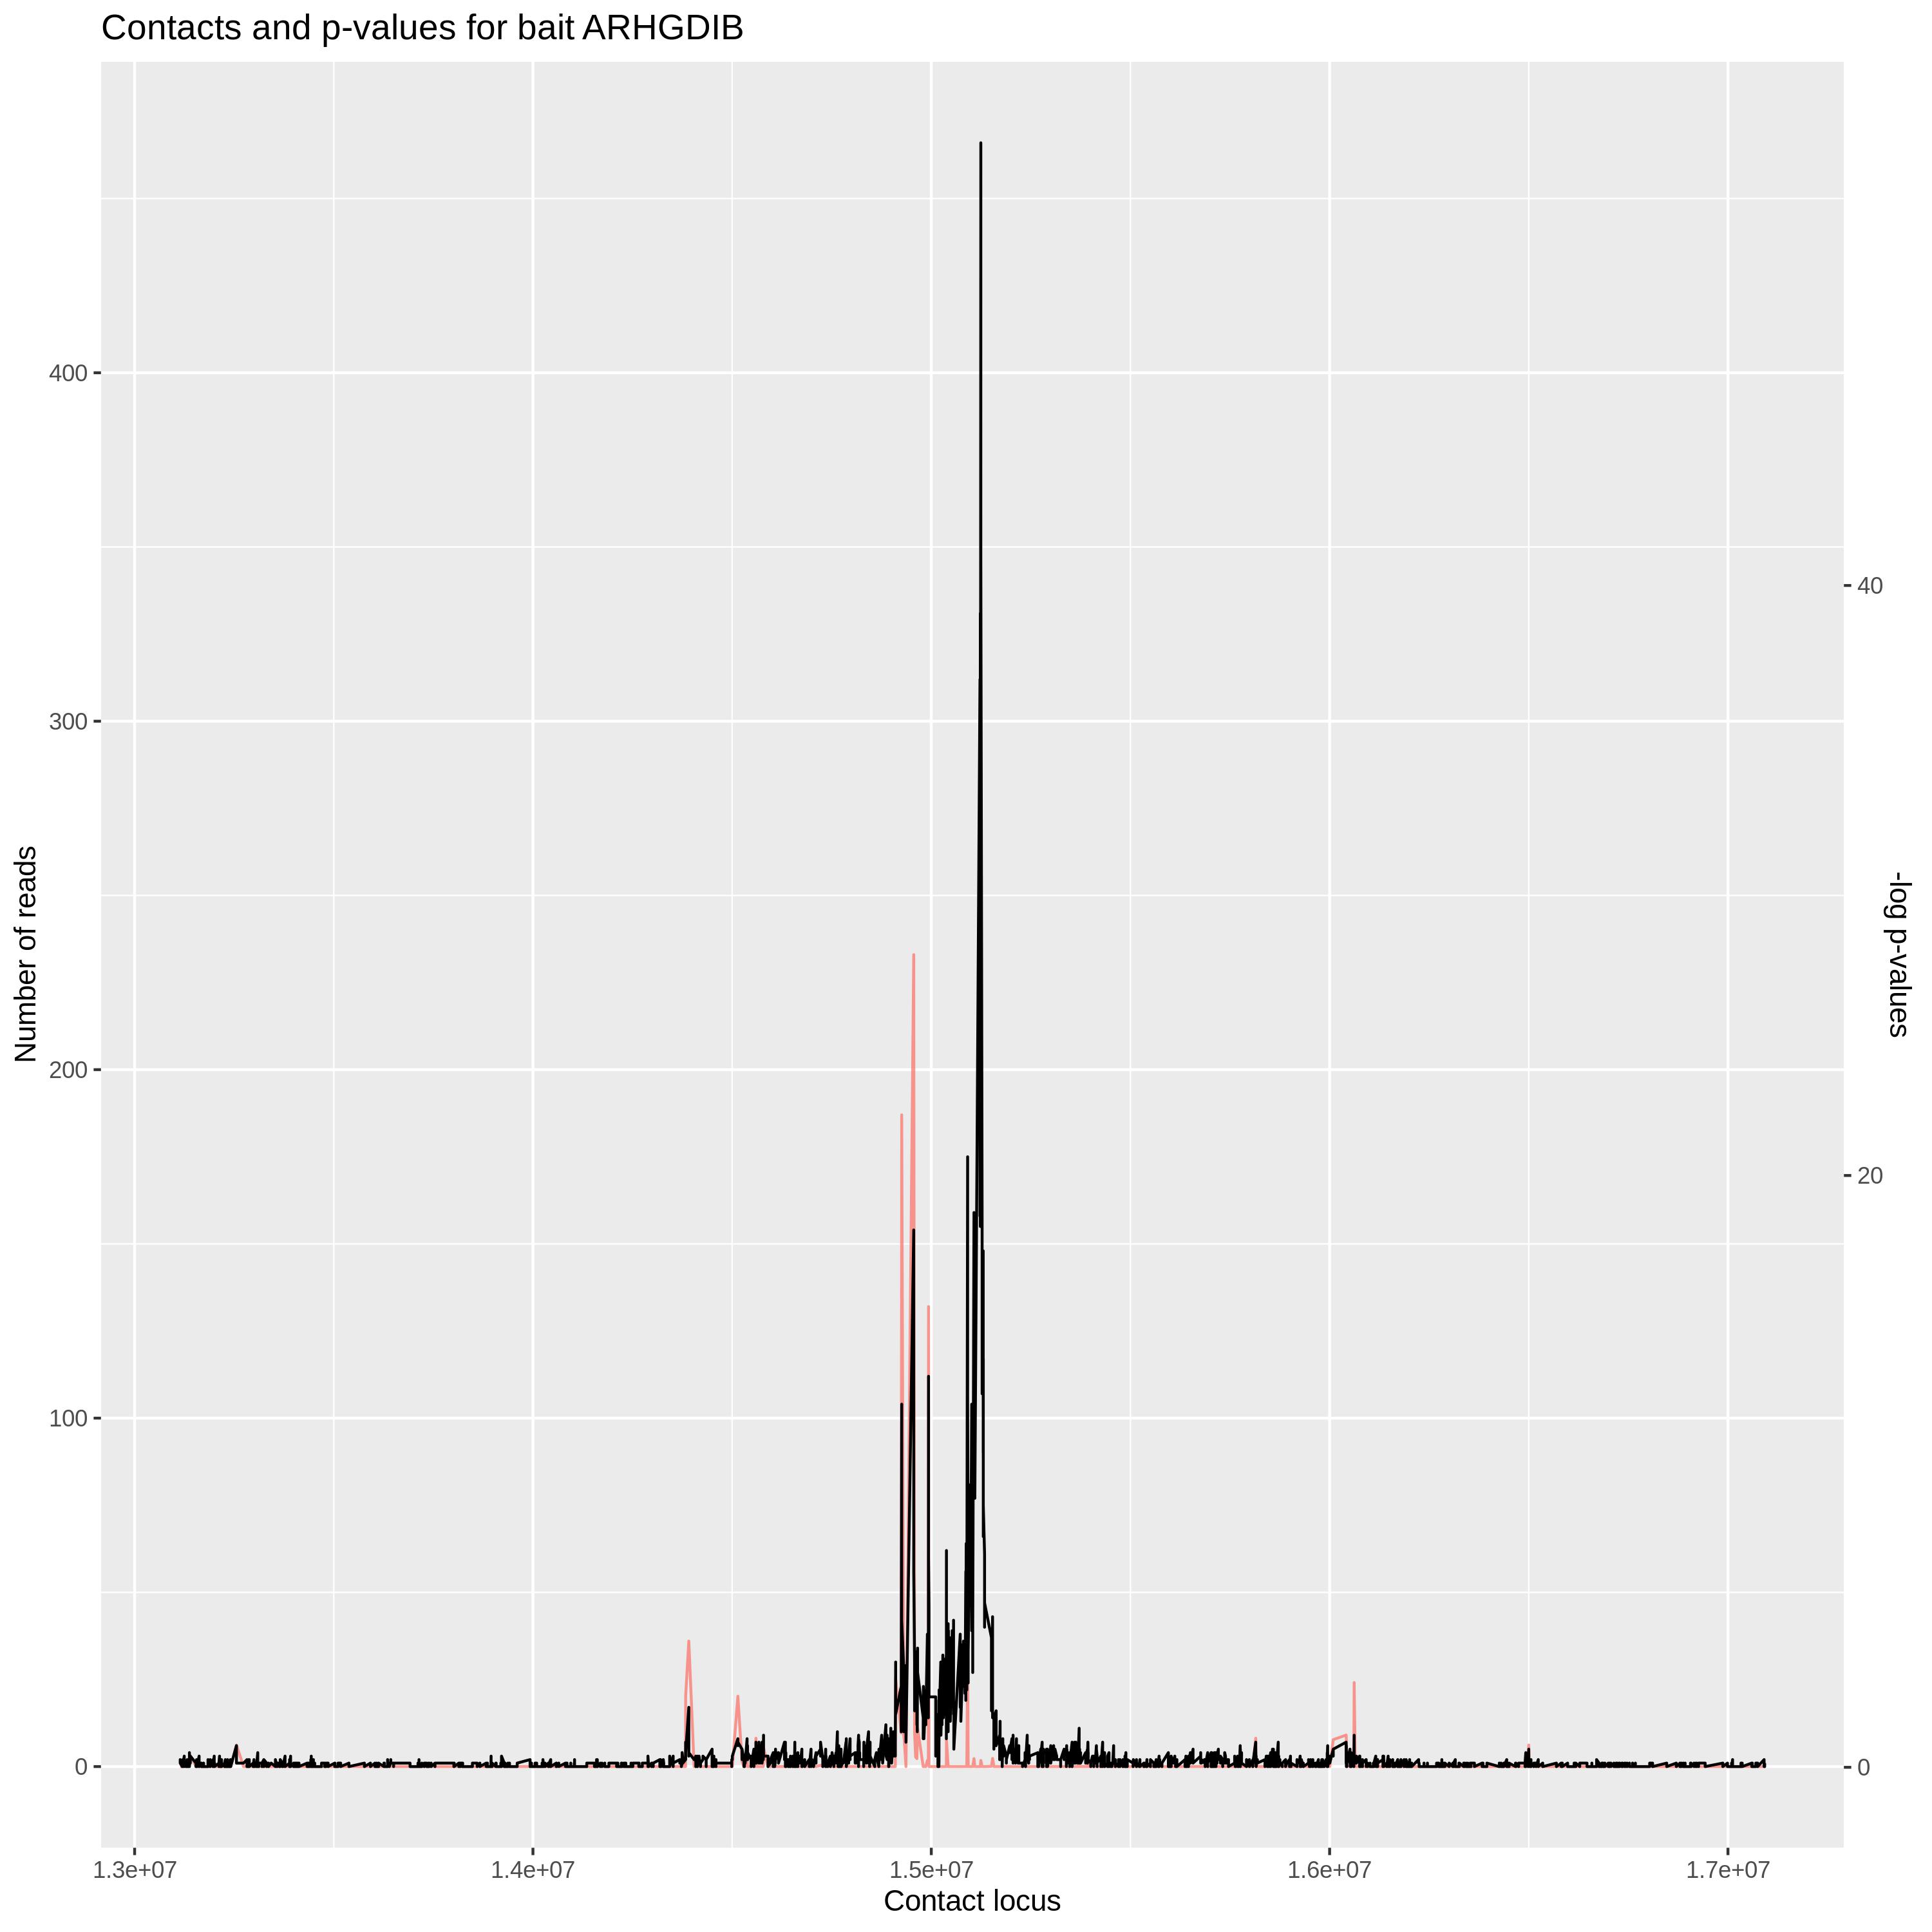 Contacts and p-values for bait ARHGDIB
400
300
200
100
0
Number of reads
40
20
0
-log p-values
1.3e+07
1.4e+07
1.5e+07
1.6e+07
1.7e+07
Contact locus